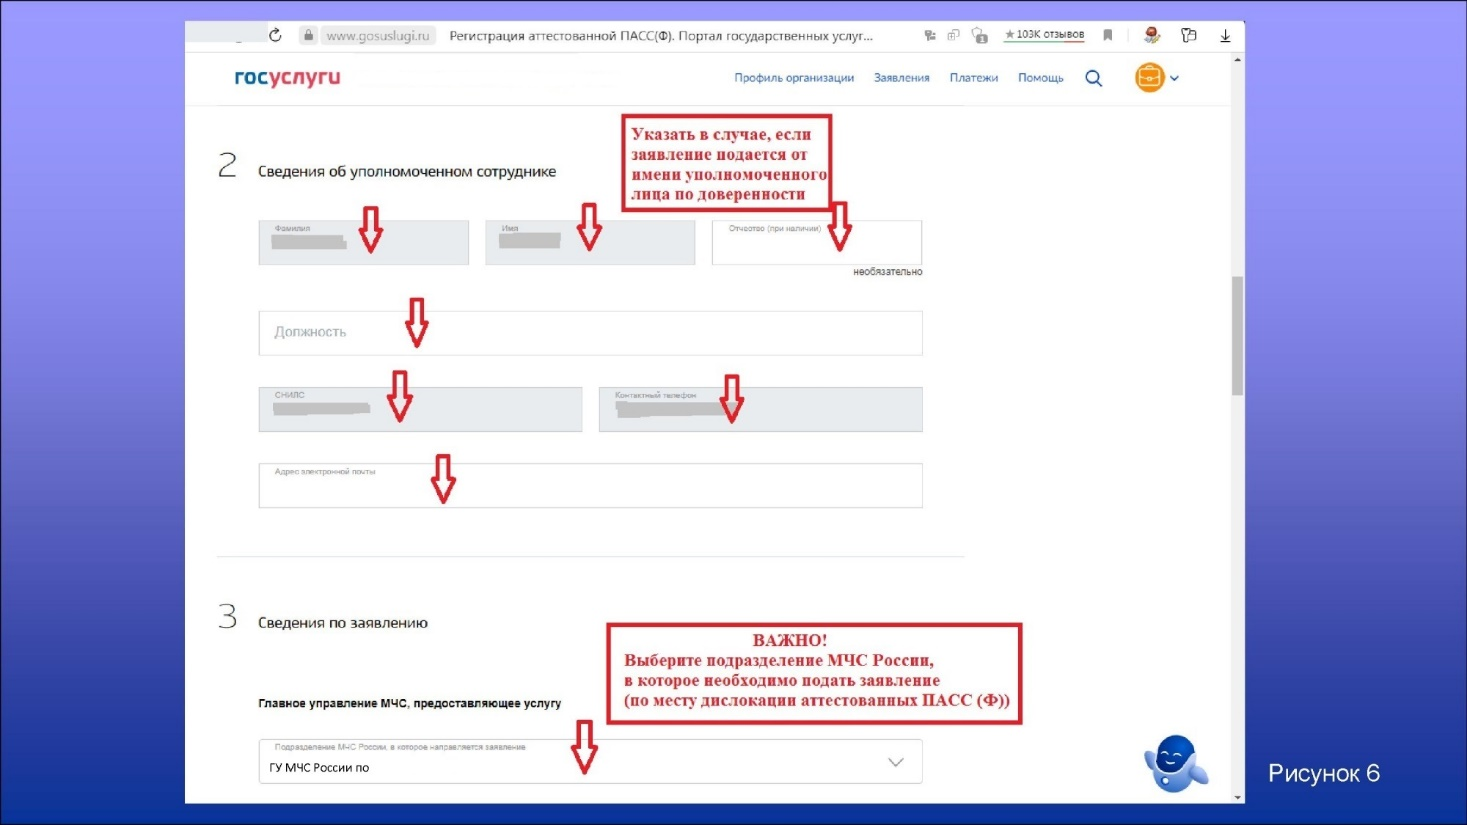 www.gosuslugi.ru Регистрация аттестованной ПАСС(Ф). Портал государственных услуг... ★103К отзывов
госуслуги Профиль организации Заявления Платежи Помощь
Указать в случае, если
заявление подается от
имени уполномоченного
лица по доверенности
2 Сведения об уполномоченном сотруднике
Фамилия Имя Отчество (при наличии)
необязательно
Должность
СНИЛС Контактный телефон
Адрес электронной почты
3 Сведения по заявлению
ВАЖНО!
Выберите подразделение МЧС России,
в которое необходимо подать заявление
(по месту дислокации аттестованных ПАСС (Ф))
Главное управление МЧС, предоставляющее услугу
Подразделение МЧС России, в которое направляется заявление
ГУ МЧС России по
Рисунок 6